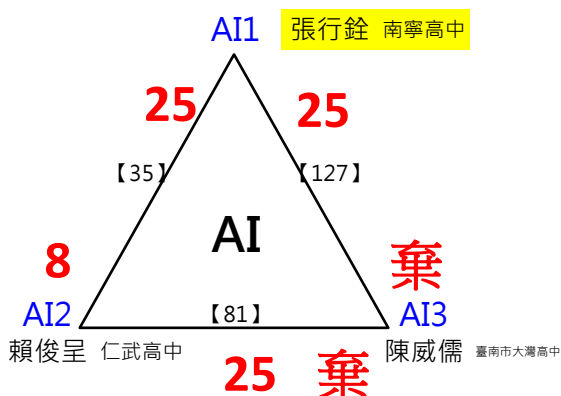 AI1 張行銓 南寧高中
25 25
【35】 【127】
AI
8 棄
AI2 【81】 AI3
賴俊呈 仁武高中 陳威儒 臺南市大灣高中
25 棄